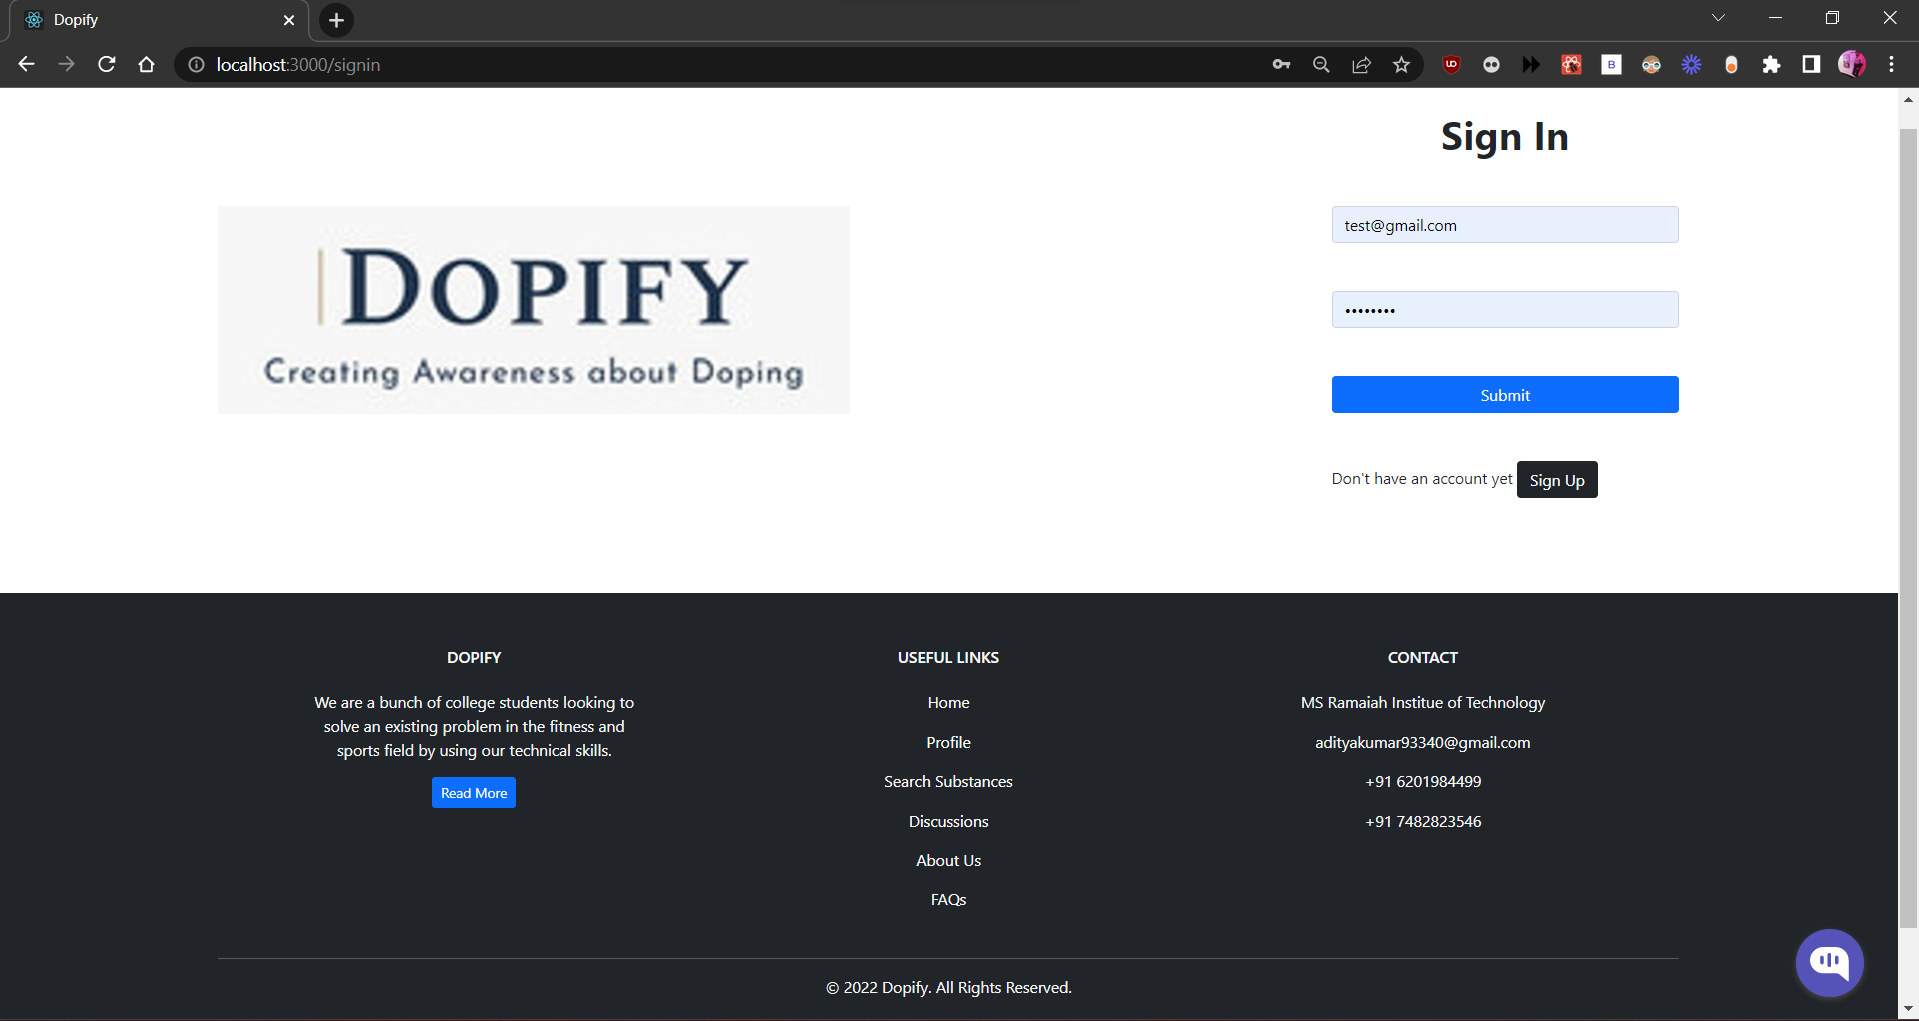 Dopify
localhost:3000/signin
Sign In
DOPIFY
Creating Awareness about Doping
test@gmail.com
••••••••
Submit
Don't have an account yet Sign Up
DOPIFY
We are a bunch of college students looking to
solve an existing problem in the fitness and
sports field by using our technical skills.
Read More
USEFUL LINKS
Home
Profile
Search Substances
Discussions
About Us
FAQs
CONTACT
MS Ramaiah Institue of Technology
adityakumar93340@gmail.com
+91 6201984499
+91 7482823546
© 2022 Dopify. All Rights Reserved.